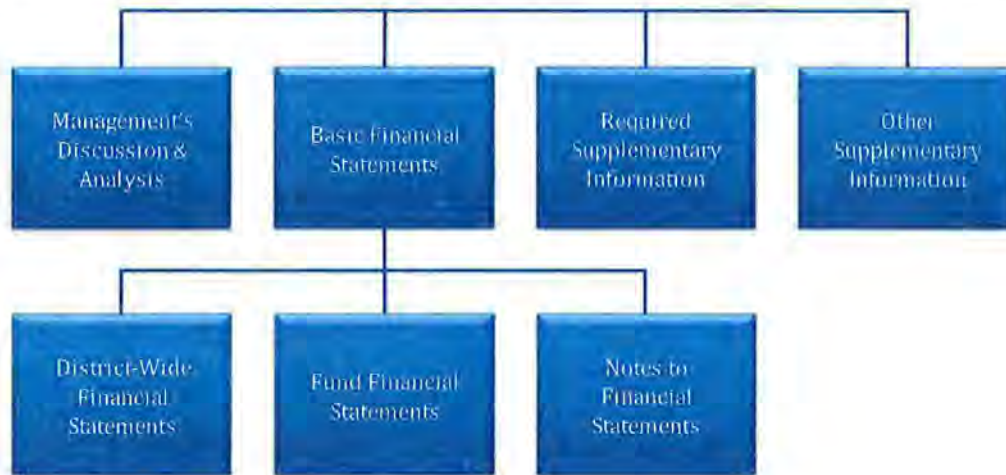 Management's
Discussion &
Analysis
Basic Financial
Statements
Required
Supplementary
Information
Other
Supplementary
Information
District-Wide
Financial
Statements
Fund Financial
Statements
Notes to
Financial
Statements